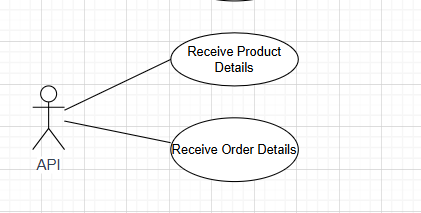 Receive Product
Details
Receive Order Details
API